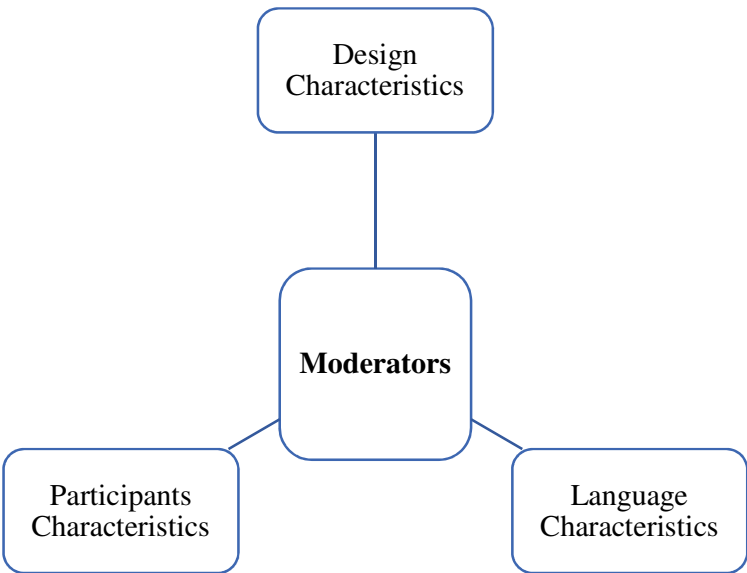 Design
Characteristics
Moderators
Participants
Characteristics
Language
Characteristics